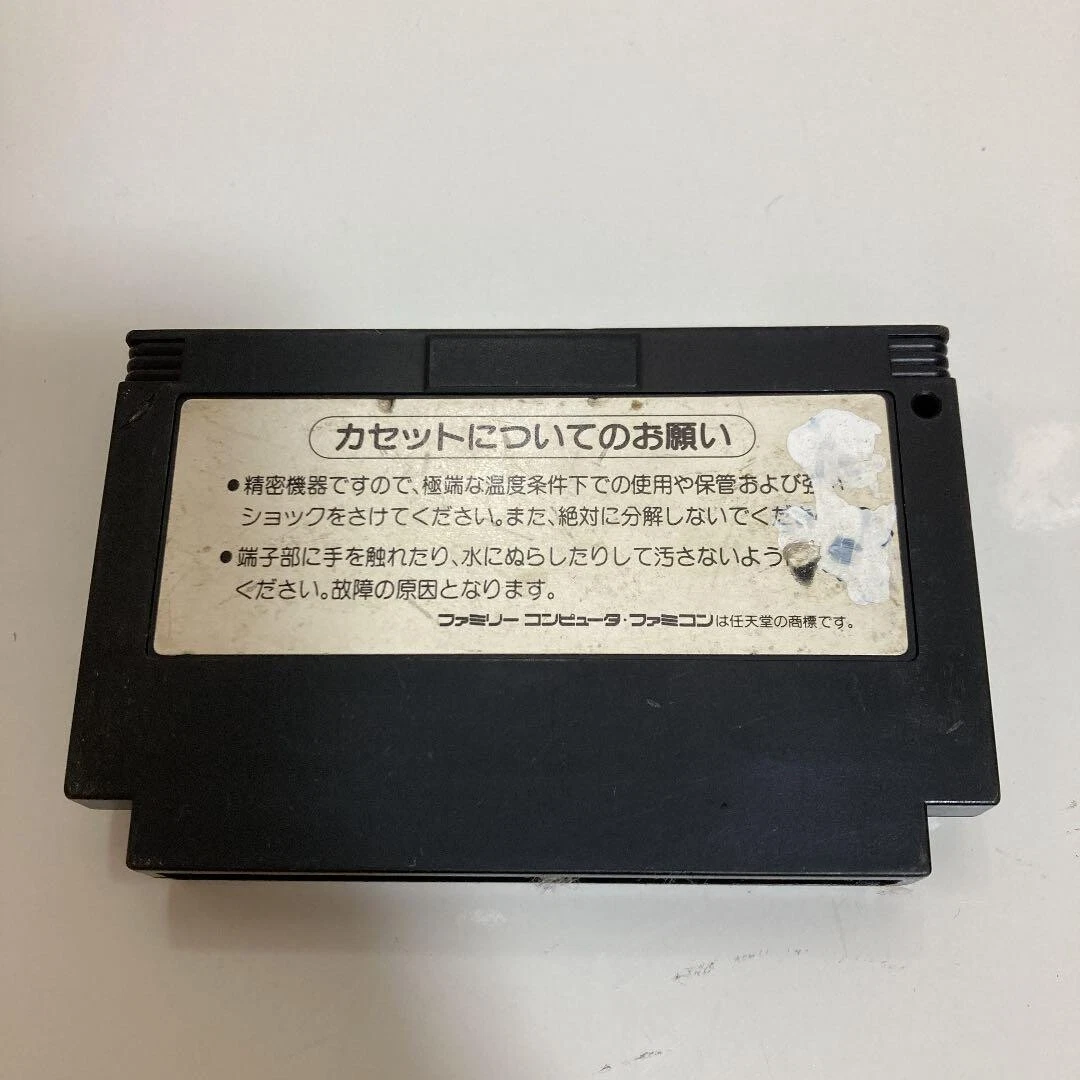 カセットについてのお願い
●精密機器ですので、極端な温度条件下での使用や保管および強い
ショックをさけてください。また、絶対に分解しないでくだ
●端子部に手を触れたり、水にぬらしたりして汚さないよう
ください。故障の原因となります。
ファミリーコンピュータ・ファミコンは任天堂の商標です。